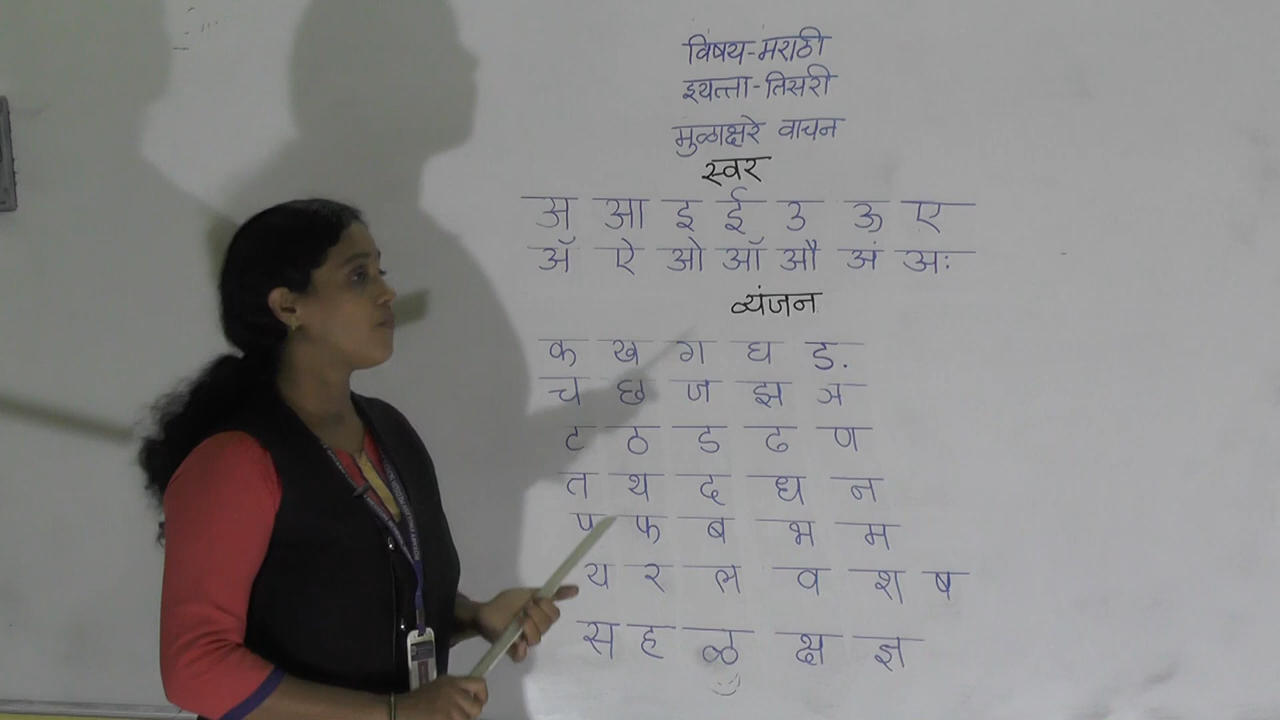 विषय-मराठी
इयत्ता-तिसरी
मुळाक्षरे वाचन
स्वर
अ आ इ ई उ ऊ ए
ॲ ऐ ओ ऑ औ अं अः
व्यंजन
क ख ग घ ड.
च छ ज झ ञ
ट ठ ड ढ ण
त थ द ध न
प फ ब भ म
य र ल व श ष
स ह ळ क्ष ज्ञ